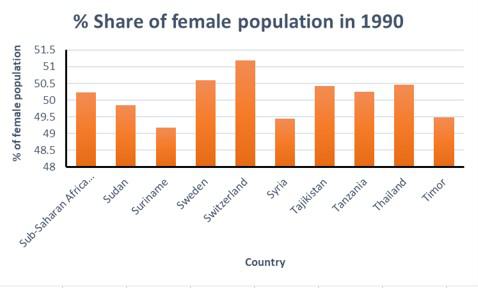 % Share of female population in 1990
% of female population
51.5
51
50.5
50
49.5
49
48.5
48
Sub-Saharan Africa...
Sudan
Suriname
Sweden
Switzerland
Syria
Tajikistan
Tanzania
Thailand
Timor
Country